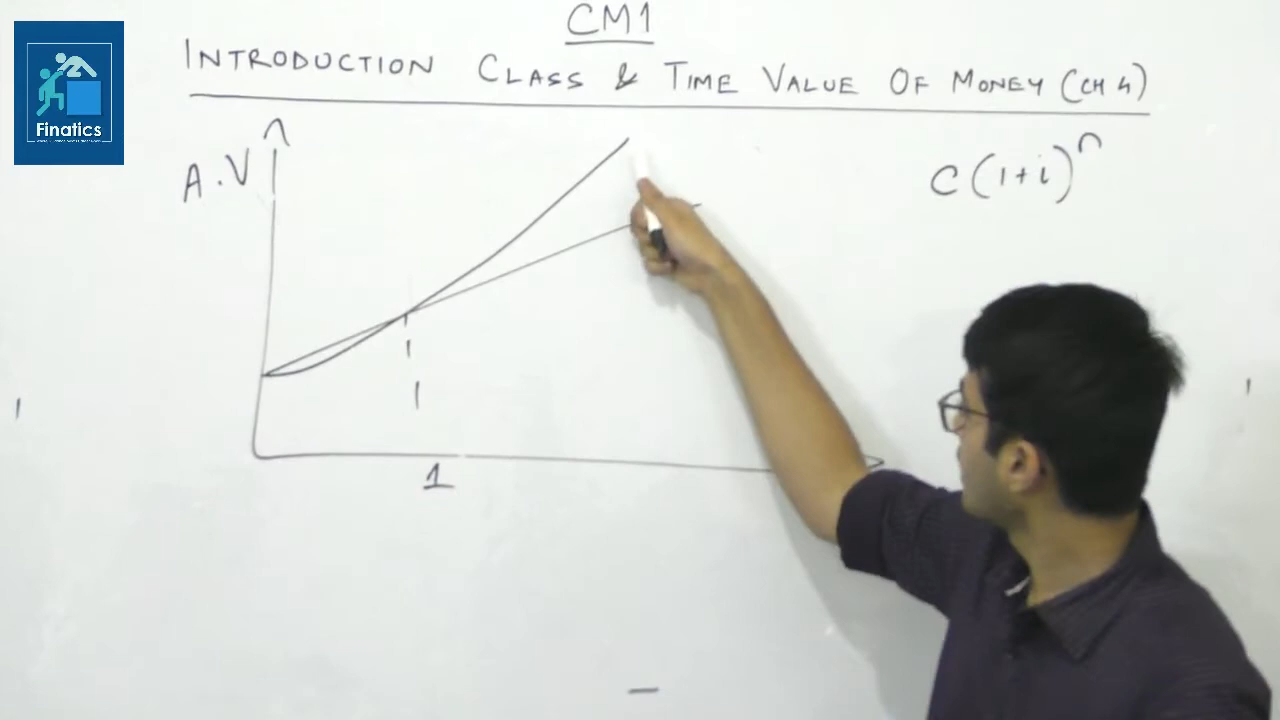 CM1
INTRODUCTION CLASS & TIME VALUE OF MONEY (CH 4)
Finatics
A.V
C(1+i)^n
1